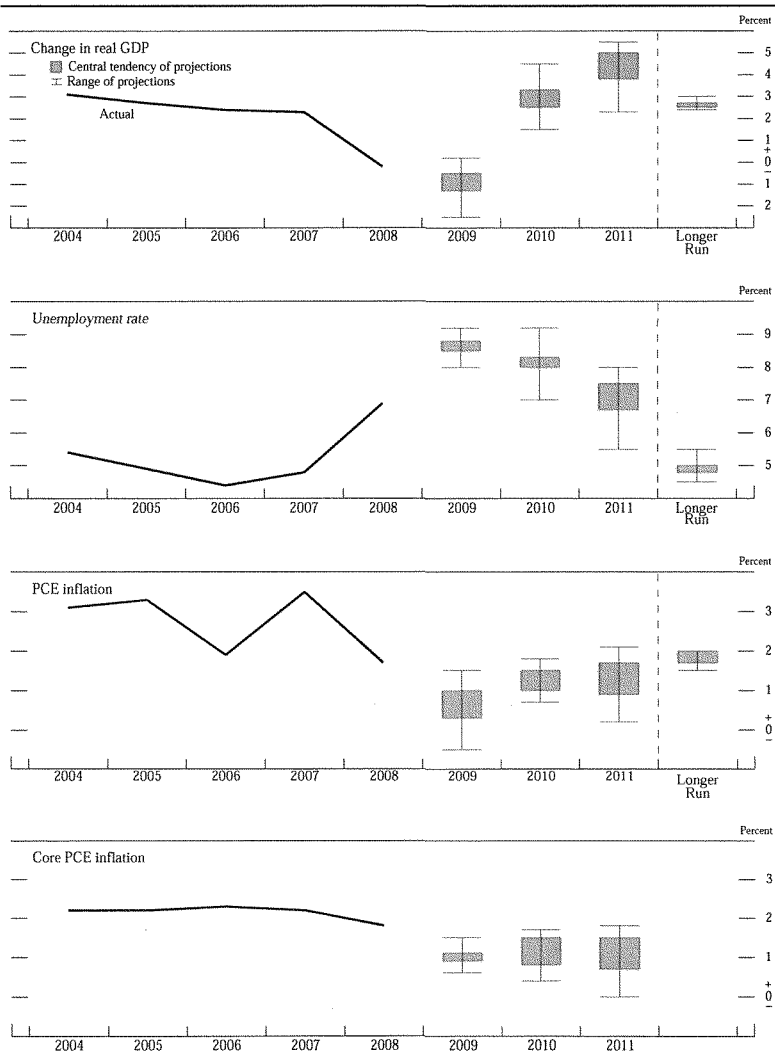 Percent
Change in real GDP
Central tendency of projections
Range of projections
Actual
5
4
3
2
1
+
0
-
1
2
2004 2005 2006 2007 2008 2009 2010 2011 Longer Run
Percent
Unemployment rate
9
8
7
6
5
2004 2005 2006 2007 2008 2009 2010 2011 Longer Run
Percent
PCE inflation
3
2
1
+
0
-
2004 2005 2006 2007 2008 2009 2010 2011 Longer Run
Percent
Core PCE inflation
3
2
1
+
0
-
2004 2005 2006 2007 2008 2009 2010 2011